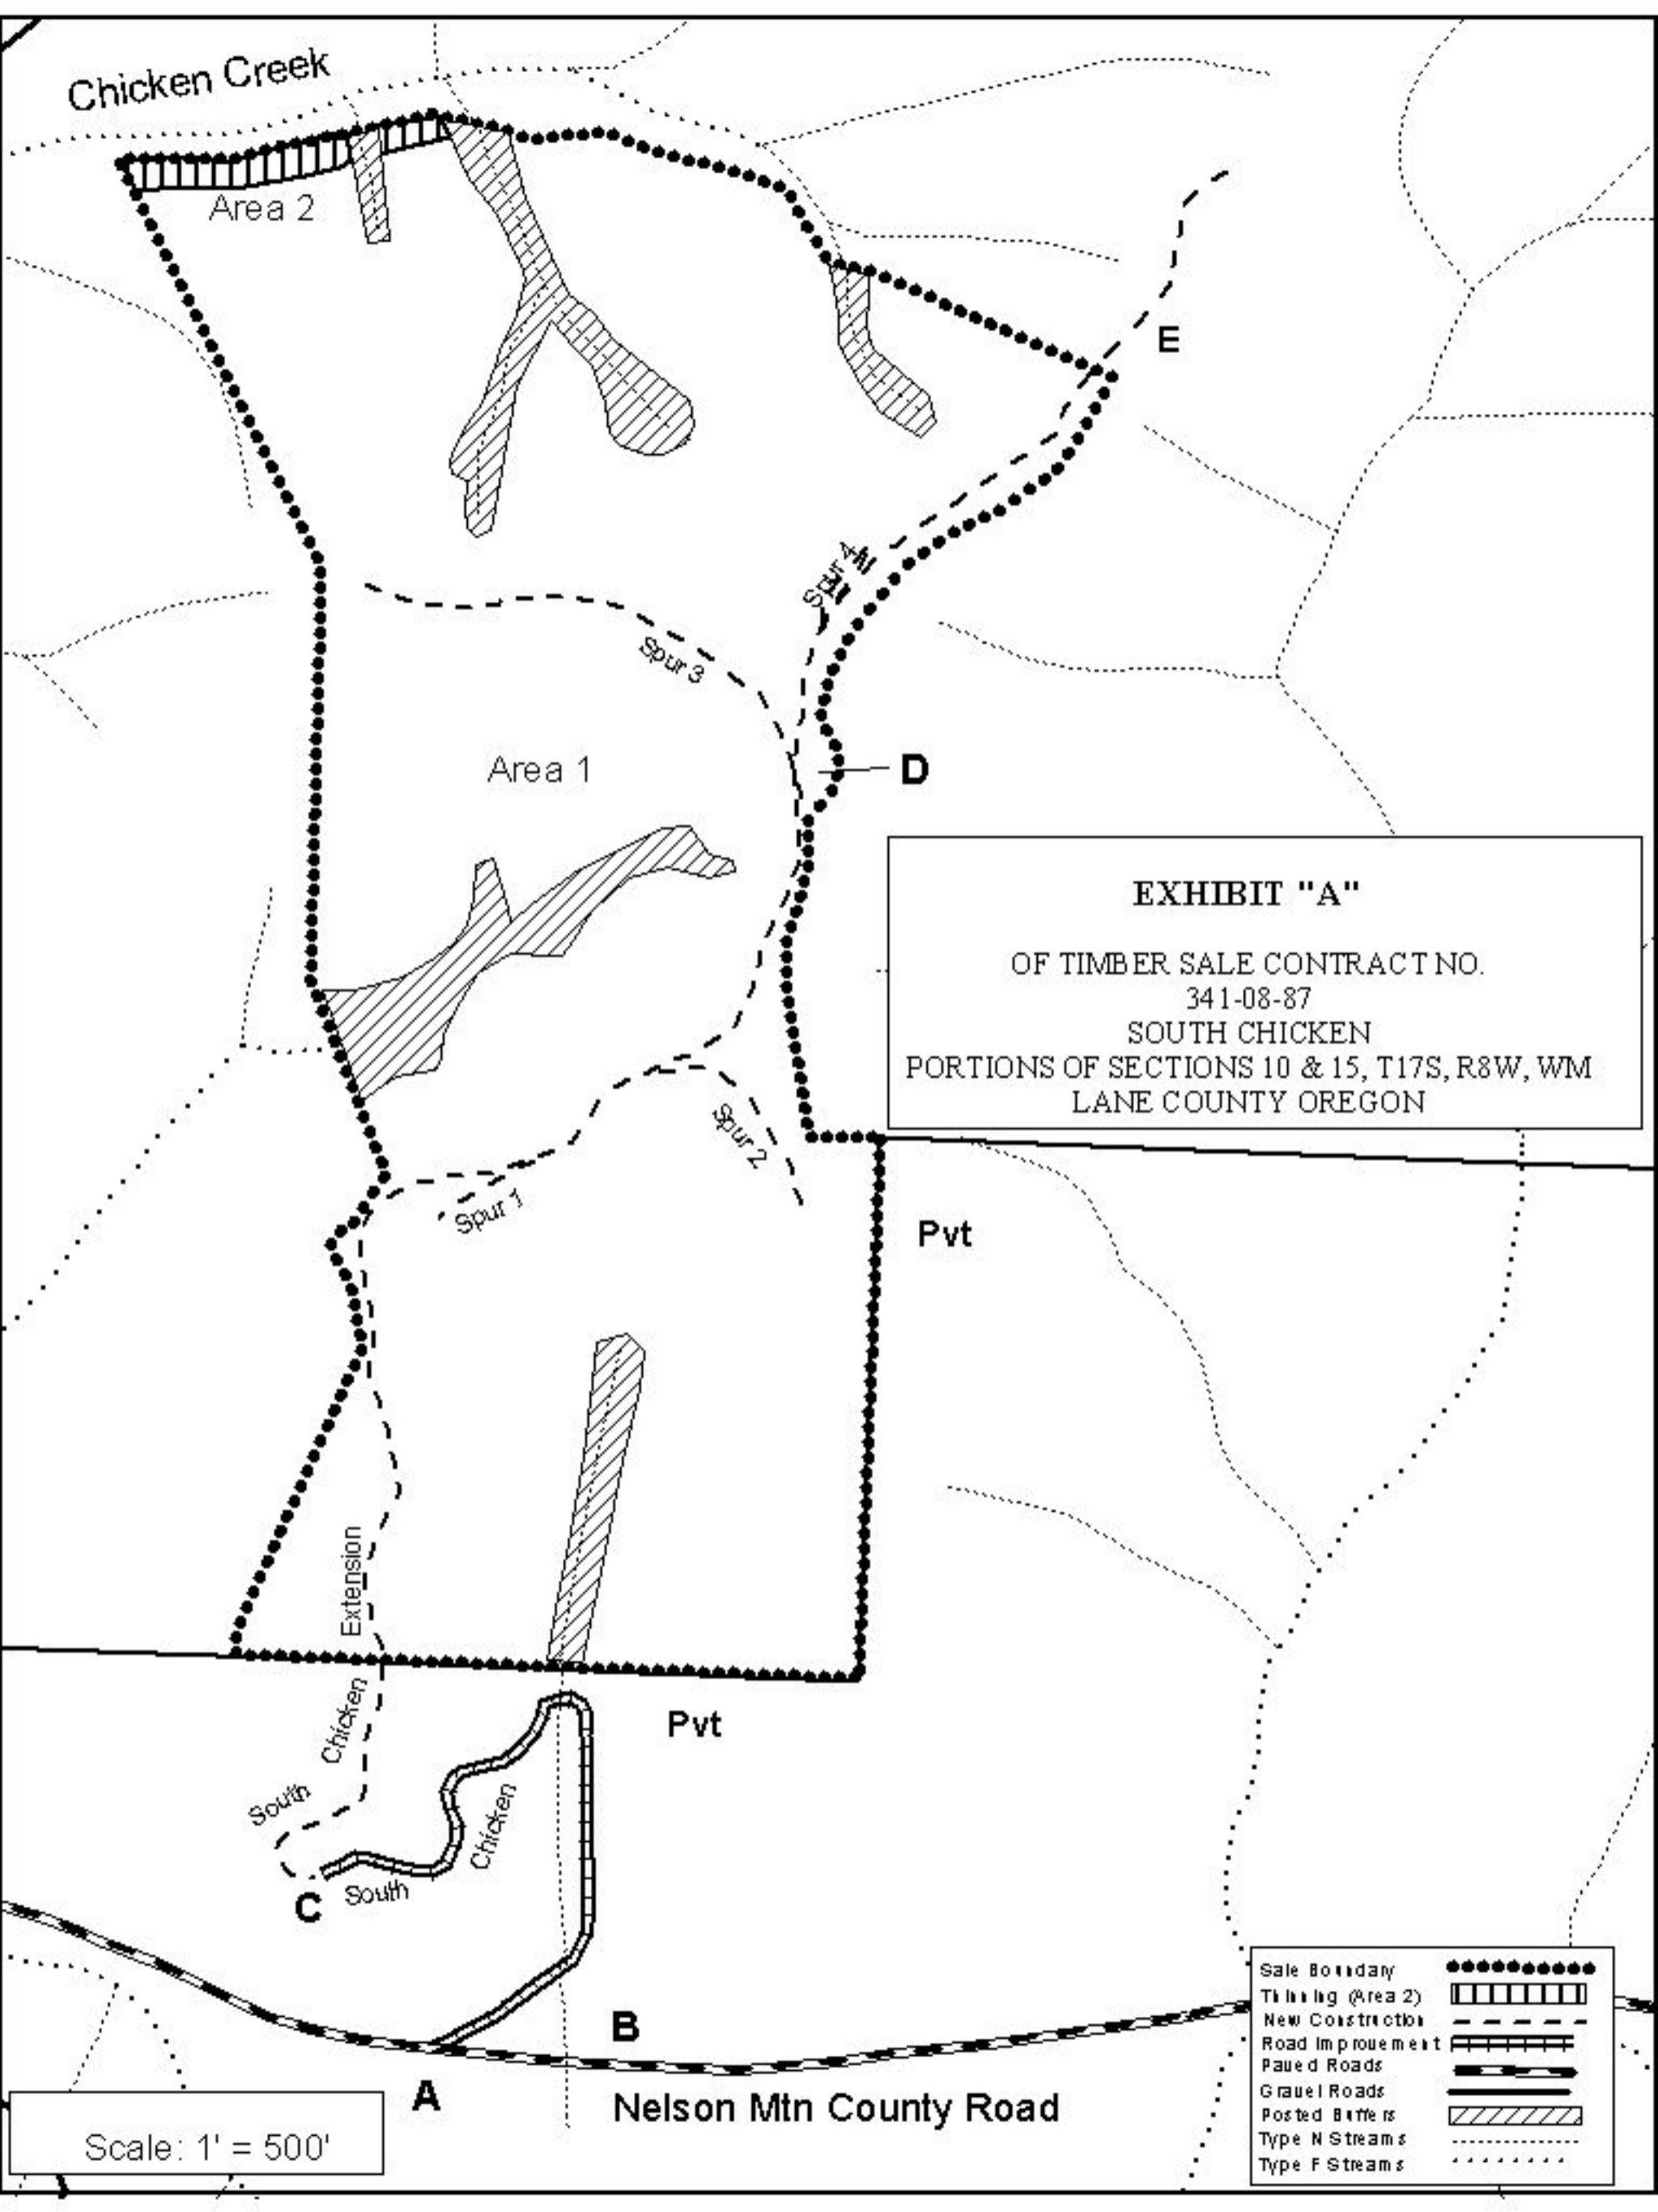 Chicken Creek
Area 2
E
Spur 4
Spur 3
Area 1
D
EXHIBIT "A"
OF TIMBER SALE CONTRACT NO.
341-08-87
SOUTH CHICKEN
PORTIONS OF SECTIONS 10 & 15, T17S, R8W, WM
LANE COUNTY OREGON
Spur 2
Spur 1
Pvt
Extension
Chicken
South
Pvt
Chicken
South
C
B
A
Nelson Mtn County Road
Scale: 1' = 500'
Sale Boundary
Thinning (Area 2)
New Construction
Road Improvement
Paved Roads
Gravel Roads
Posted Buffers
Type N Streams
Type F Streams